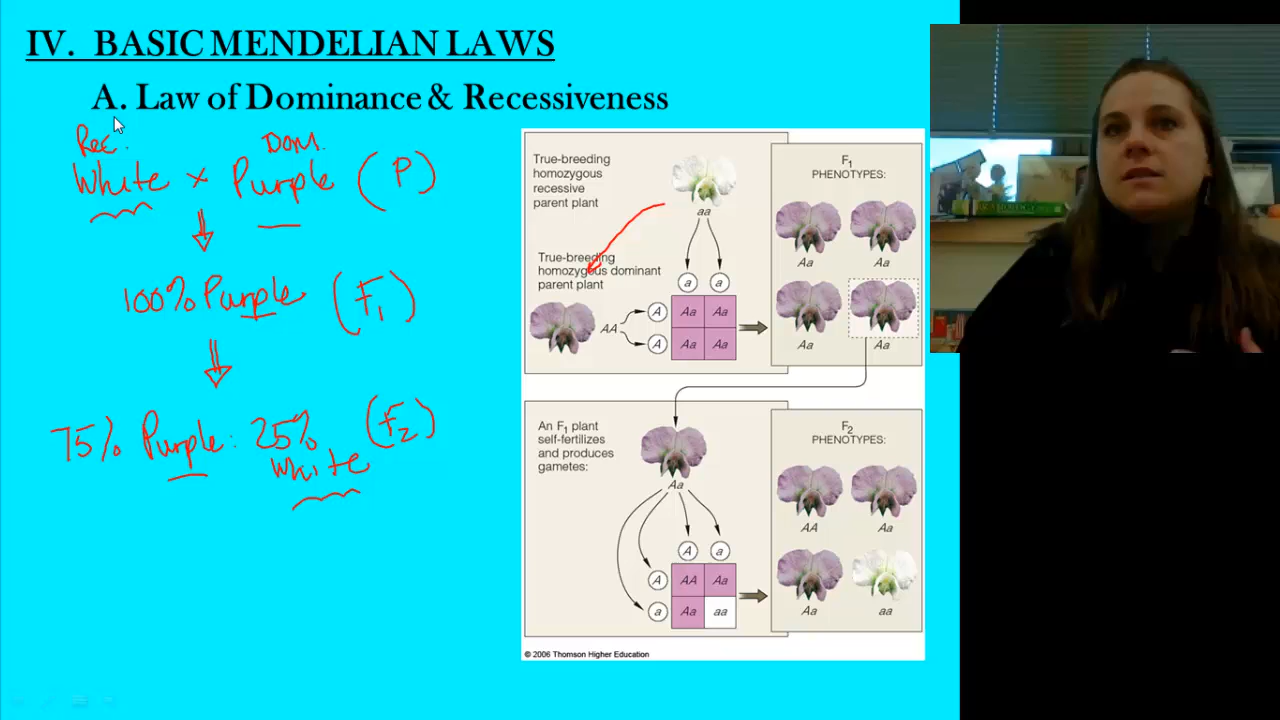 IV. BASIC MENDELIAN LAWS
A. Law of Dominance & Recessiveness
Rec. Dom.
White x Purple (P)
100% Purple (F1)
75% Purple : 25% (F2)
White
True-breeding
homozygous
recessive
parent plant
aa
True-breeding
homozygous dominant
parent plant
a a
AA
A Aa Aa
A Aa Aa
F1
PHENOTYPES:
Aa Aa
Aa Aa
An F1 plant
self-fertilizes
and produces
gametes:
Aa
A a
A AA Aa
a Aa aa
F2
PHENOTYPES:
AA Aa
Aa aa
© 2006 Thomson Higher Education